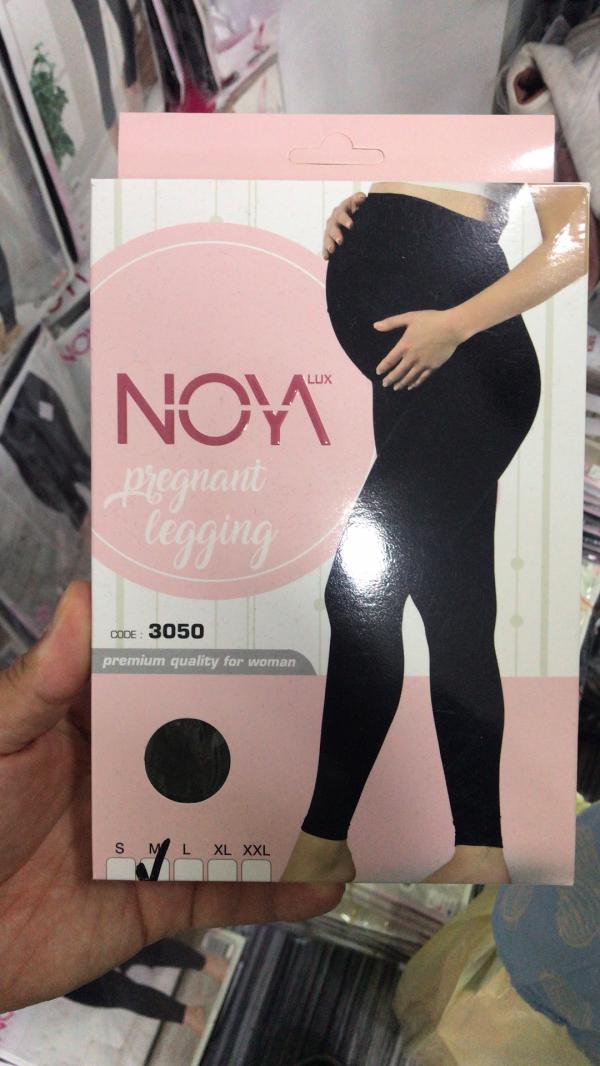 NOYA LUX
pregnant
legging
CODE : 3050
premium quality for woman
S M L XL XXL